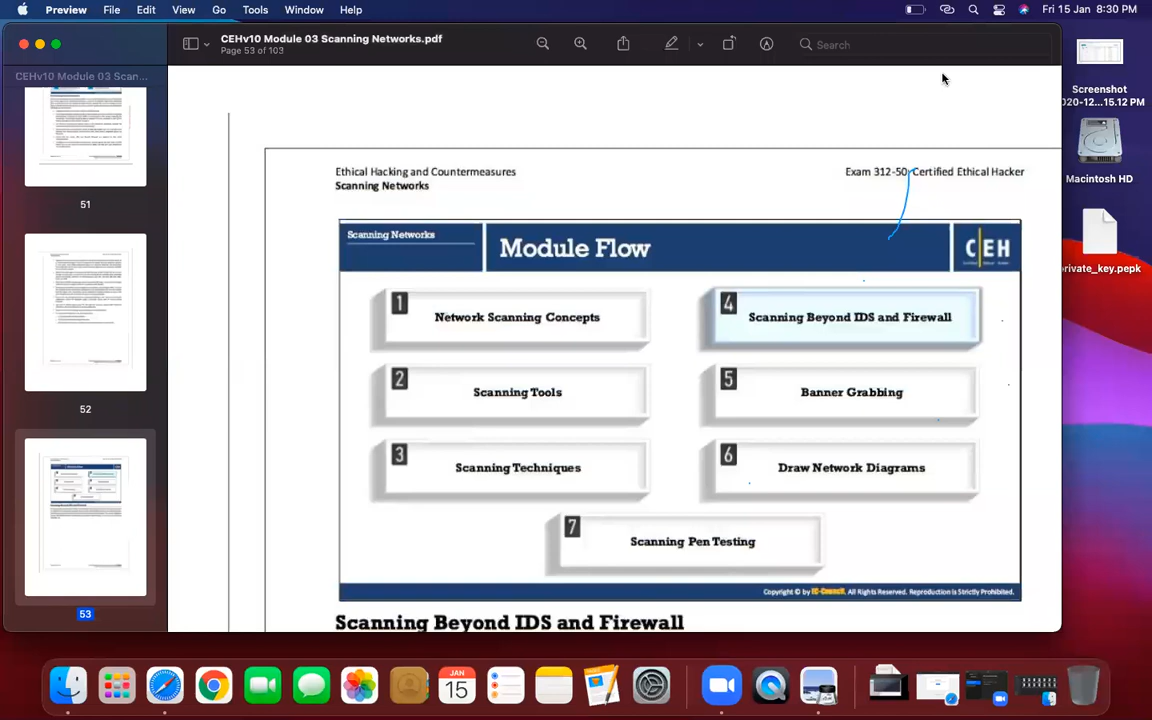 Preview File Edit View Go Tools Window Help Fri 15 Jan 8:30 PM
CEHv10 Module 03 Scanning Networks.pdf
Page 53 of 103
Search
CEHv10 Module 03 Scan...
51
52
53
Screenshot
020-12...15.12 PM
Macintosh HD
private_key.pepk
Ethical Hacking and Countermeasures Exam 312-50 Certified Ethical Hacker
Scanning Networks
Scanning Networks
Module Flow
CEH
1 Network Scanning Concepts
4 Scanning Beyond IDS and Firewall
2 Scanning Tools
5 Banner Grabbing
3 Scanning Techniques
6 Draw Network Diagrams
7 Scanning Pen Testing
Copyright © by EC-Council. All Rights Reserved. Reproduction is Strictly Prohibited.
Scanning Beyond IDS and Firewall
JAN
15